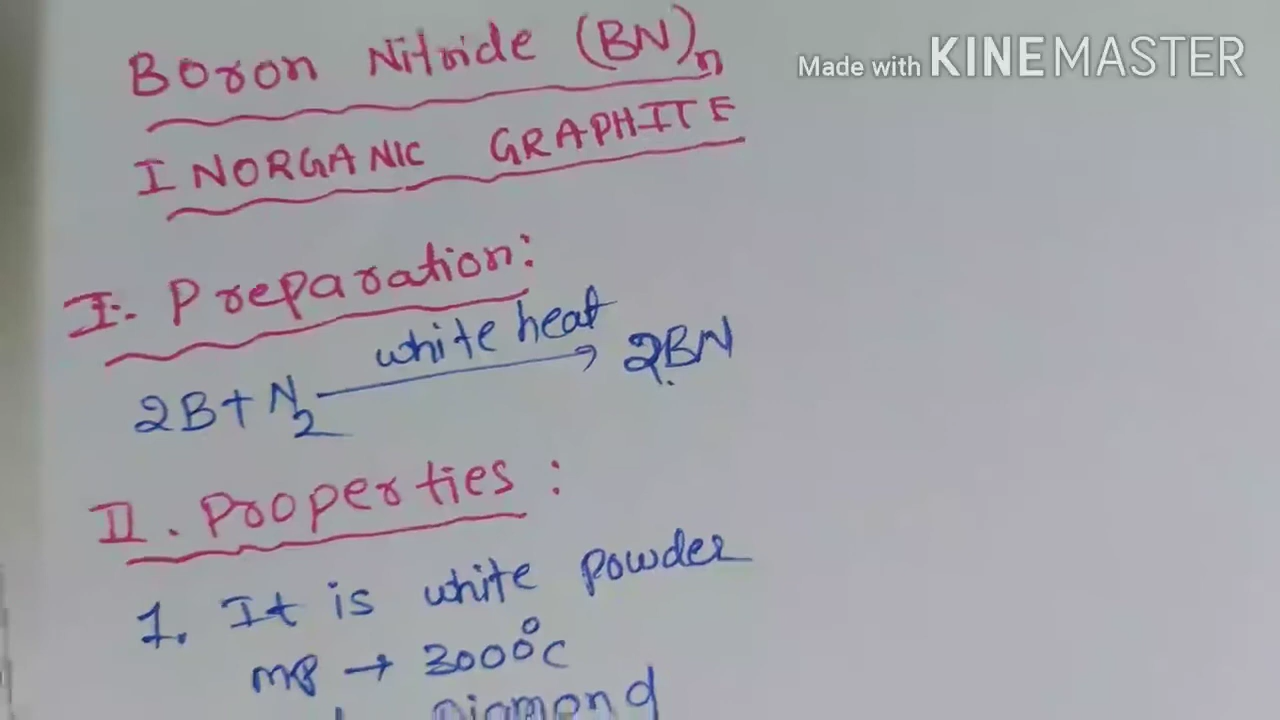 Boron Nitride (BN)n
INORGANIC GRAPHITE
I. Preparation:
2B + N2 white heat → 2BN
II. Properties :
1. It is white powder
mp → 3000°C
Diamond
Made with KINEMASTER